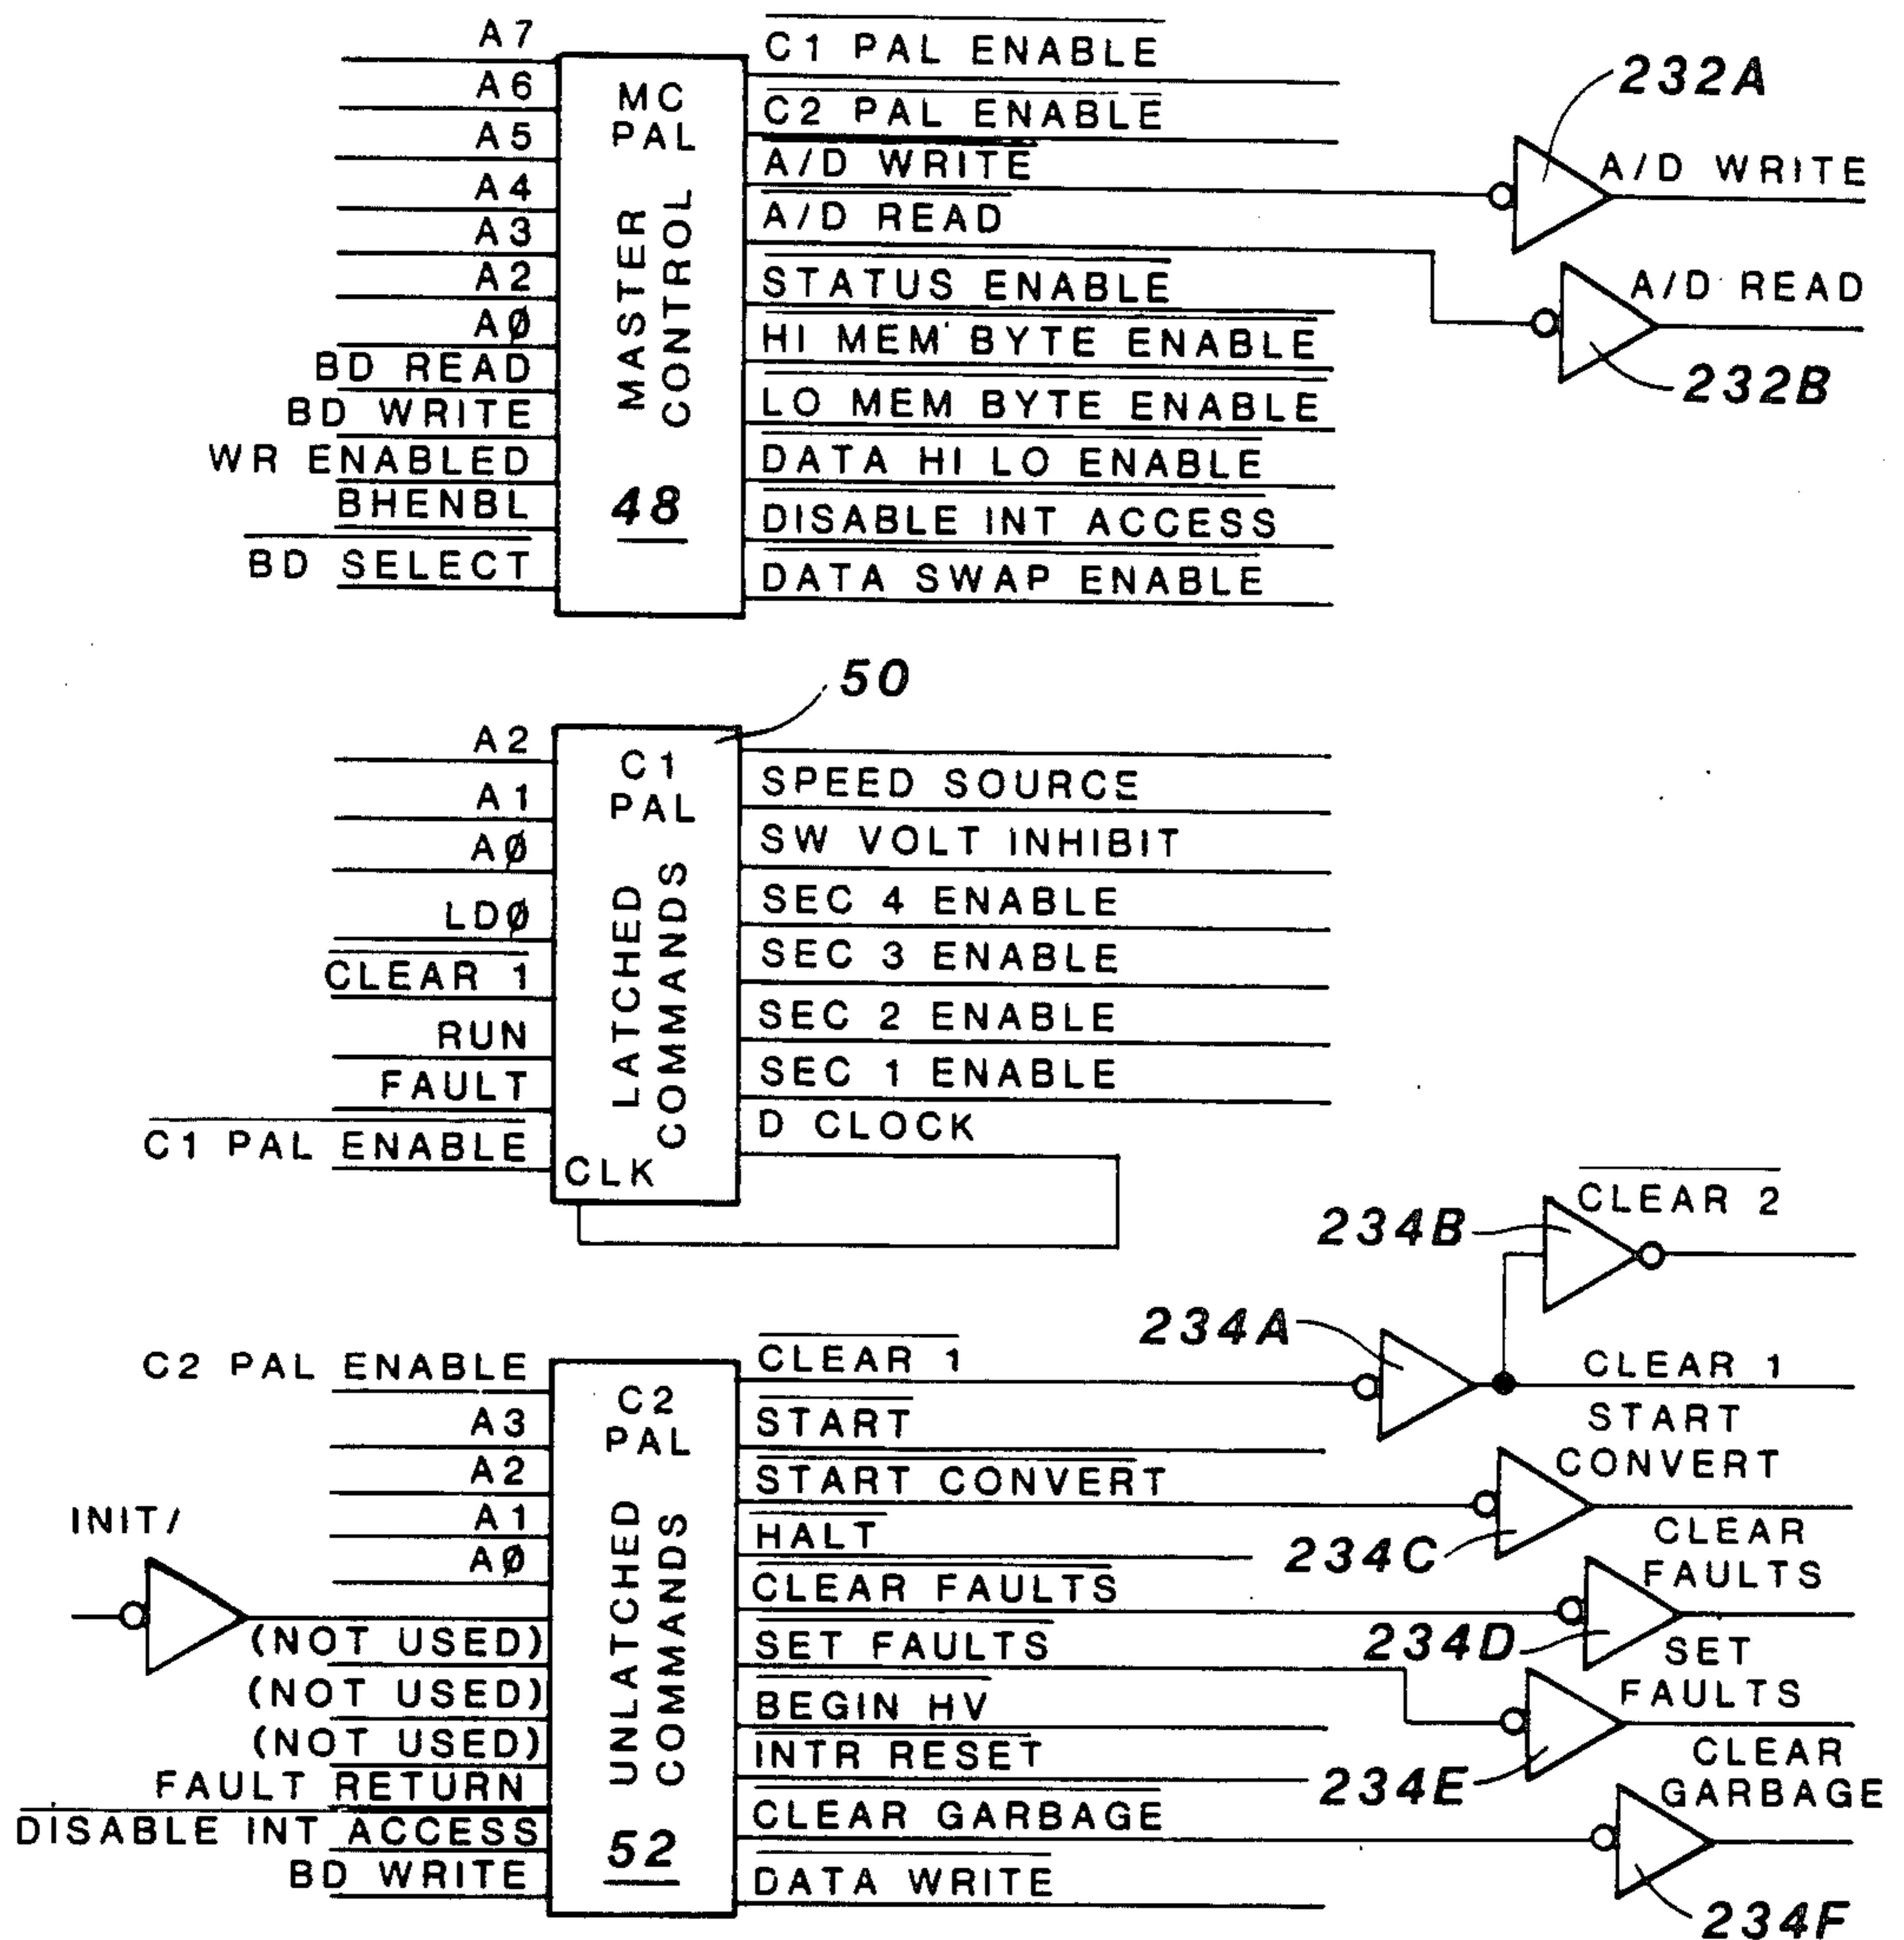 A7
A6
A5
A4
A3
A2
AØ
BD READ
BD WRITE
WR ENABLED
BHENBL
BD SELECT
MC
PAL
MASTER
CONTROL
48
C1 PAL ENABLE
C2 PAL ENABLE
A/D WRITE
A/D READ
STATUS ENABLE
HI MEM BYTE ENABLE
LO MEM BYTE ENABLE
DATA HI LO ENABLE
DISABLE INT ACCESS
DATA SWAP ENABLE
232A
A/D WRITE
A/D READ
232B
50
A2
A1
AØ
LDØ
CLEAR 1
RUN
FAULT
C1 PAL ENABLE
C1
PAL
LATCHED
COMMANDS
CLK
SPEED SOURCE
SW VOLT INHIBIT
SEC 4 ENABLE
SEC 3 ENABLE
SEC 2 ENABLE
SEC 1 ENABLE
D CLOCK
C2 PAL ENABLE
A3
A2
A1
AØ
INIT/
(NOT USED)
(NOT USED)
(NOT USED)
FAULT RETURN
DISABLE INT ACCESS
BD WRITE
C2
PAL
UNLATCHED
COMMANDS
52
CLEAR 1
START
START CONVERT
HALT
CLEAR FAULTS
SET FAULTS
BEGIN HV
INTR RESET
CLEAR GARBAGE
DATA WRITE
234B
CLEAR 2
234A
CLEAR 1
START
CONVERT
234C
CLEAR
FAULTS
234D
SET
FAULTS
234E
CLEAR
GARBAGE
234F